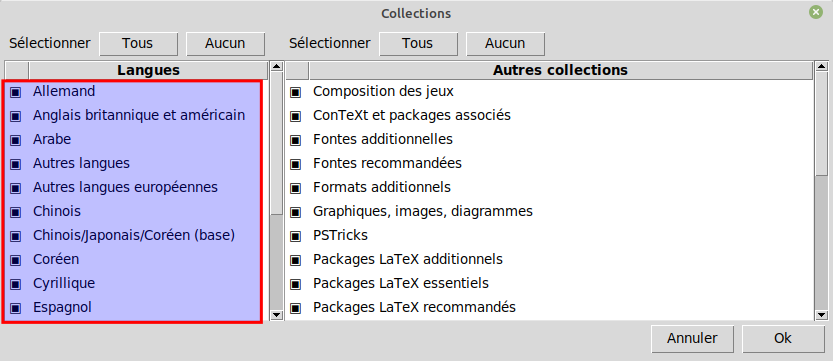 Collections
Sélectionner Tous Aucun Sélectionner Tous Aucun
Langues
Allemand
Anglais britannique et américain
Arabe
Autres langues
Autres langues européennes
Chinois
Chinois/Japonais/Coréen (base)
Coréen
Cyrillique
Espagnol
Autres collections
Composition des jeux
ConTeXt et packages associés
Fontes additionnelles
Fontes recommandées
Formats additionnels
Graphiques, images, diagrammes
PSTricks
Packages LaTeX additionnels
Packages LaTeX essentiels
Packages LaTeX recommandés
Annuler Ok